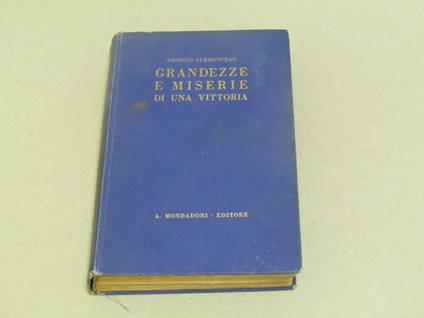 GIORGIO CLEMENCEAU
GRANDEZZE
E MISERIE
DI UNA VITTORIA
A. MONDADORI - EDITORE